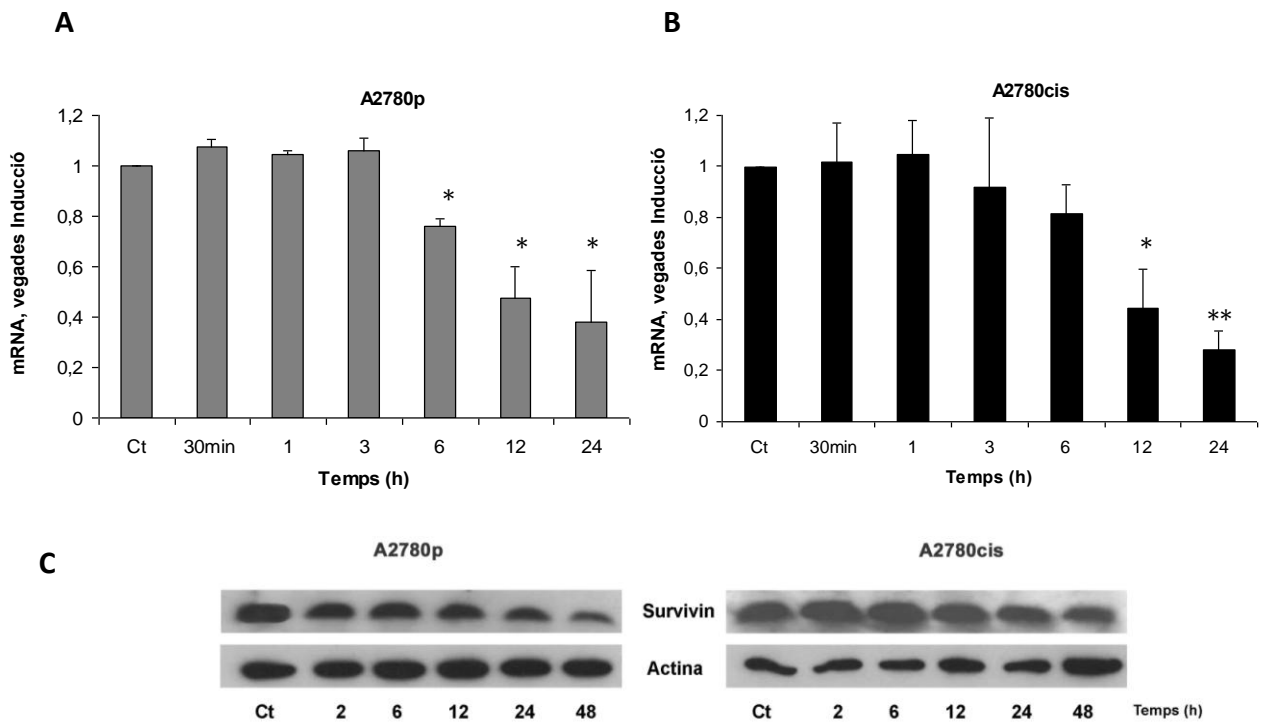 A
B
A2780p
A2780cis
mRNA, vegades Inducció
1,2
1
0,8
0,6
0,4
0,2
0
*
*
*
Ct 30min 1 3 6 12 24
Temps (h)
mRNA, vegades Inducció
1,2
1
0,8
0,6
0,4
0,2
0
*
**
Ct 30min 1 3 6 12 24
Temps (h)
C
A2780p
A2780cis
Survivin
Actina
Ct 2 6 12 24 48
Ct 2 6 12 24 48 Temps (h)